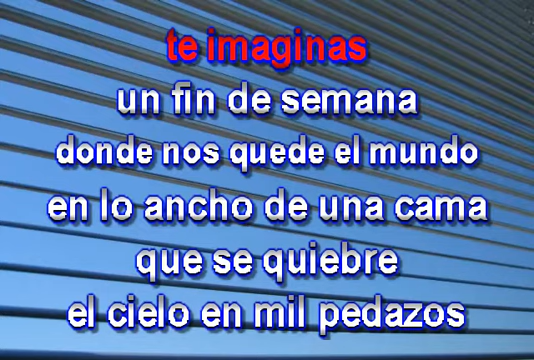 te imaginas
un fin de semana
donde nos quede el mundo
en lo ancho de una cama
que se quiebre
el cielo en mil pedazos